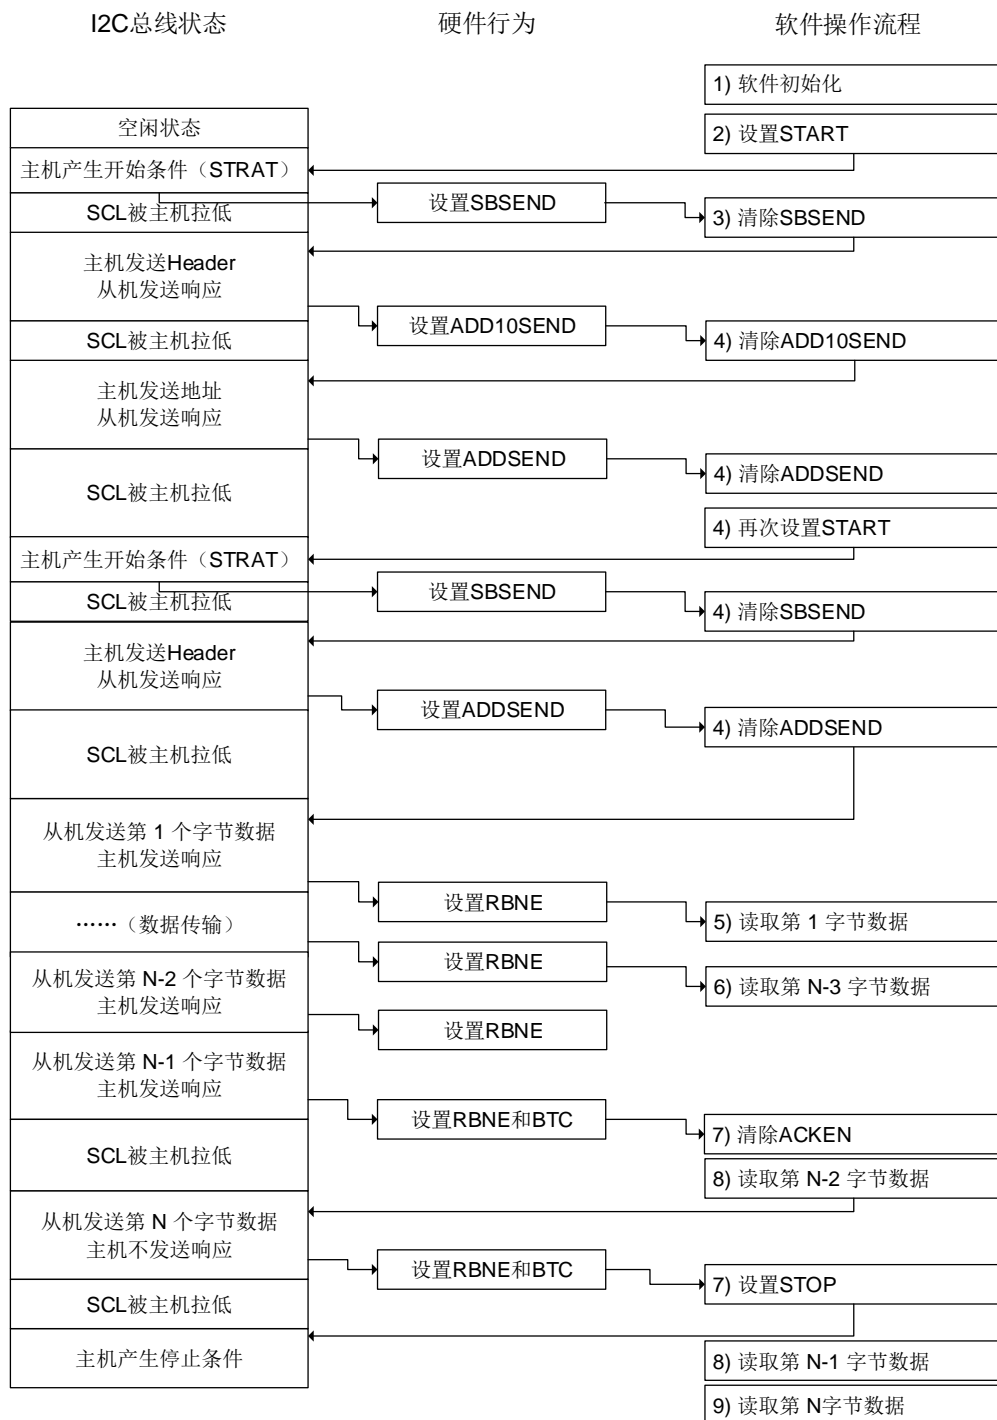 I2C总线状态
硬件行为
软件操作流程
1) 软件初始化
空闲状态
2) 设置START
主机产生开始条件（STRAT）
设置SBSEND
SCL被主机拉低
3) 清除SBSEND
主机发送Header
从机发送响应
设置ADD10SEND
SCL被主机拉低
4) 清除ADD10SEND
主机发送地址
从机发送响应
设置ADDSEND
4) 清除ADDSEND
SCL被主机拉低
4) 再次设置START
主机产生开始条件（STRAT）
设置SBSEND
SCL被主机拉低
4) 清除SBSEND
主机发送Header
从机发送响应
设置ADDSEND
4) 清除ADDSEND
SCL被主机拉低
从机发送第 1 个字节数据
主机发送响应
设置RBNE
……（数据传输）
5) 读取第 1 字节数据
设置RBNE
从机发送第 N-2 个字节数据
主机发送响应
6) 读取第 N-3 字节数据
设置RBNE
从机发送第 N-1 个字节数据
主机发送响应
设置RBNE和BTC
7) 清除ACKEN
SCL被主机拉低
8) 读取第 N-2 字节数据
从机发送第 N 个字节数据
主机不发送响应
设置RBNE和BTC
7) 设置STOP
SCL被主机拉低
主机产生停止条件
8) 读取第 N-1 字节数据
9) 读取第 N字节数据